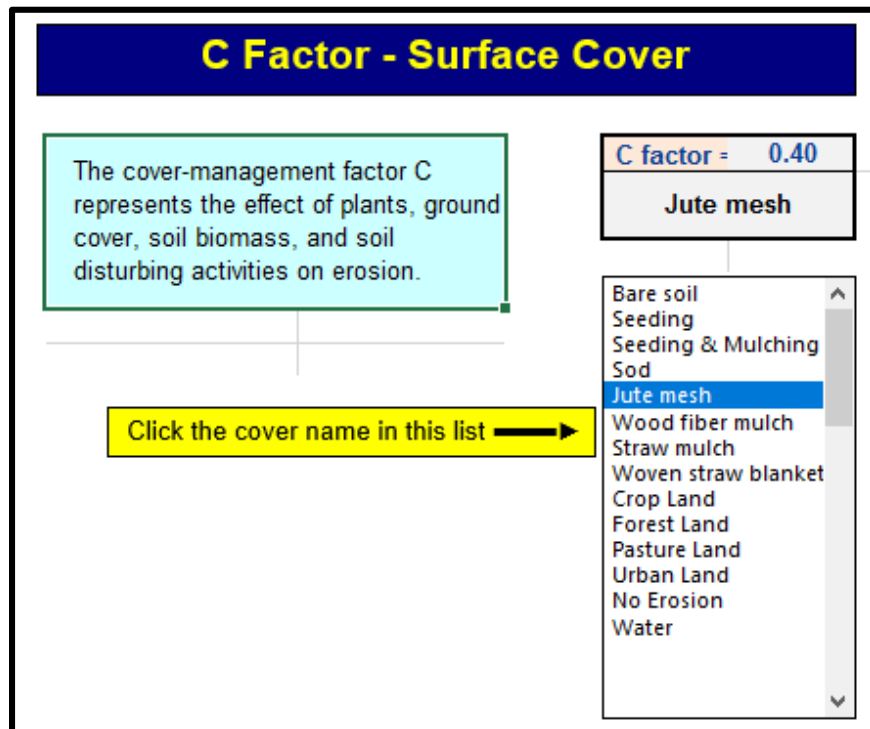 C Factor - Surface Cover
The cover-management factor C
represents the effect of plants, ground
cover, soil biomass, and soil
disturbing activities on erosion.
C factor = 0.40
Jute mesh
Click the cover name in this list
Bare soil
Seeding
Seeding & Mulching
Sod
Jute mesh
Wood fiber mulch
Straw mulch
Woven straw blanket
Crop Land
Forest Land
Pasture Land
Urban Land
No Erosion
Water